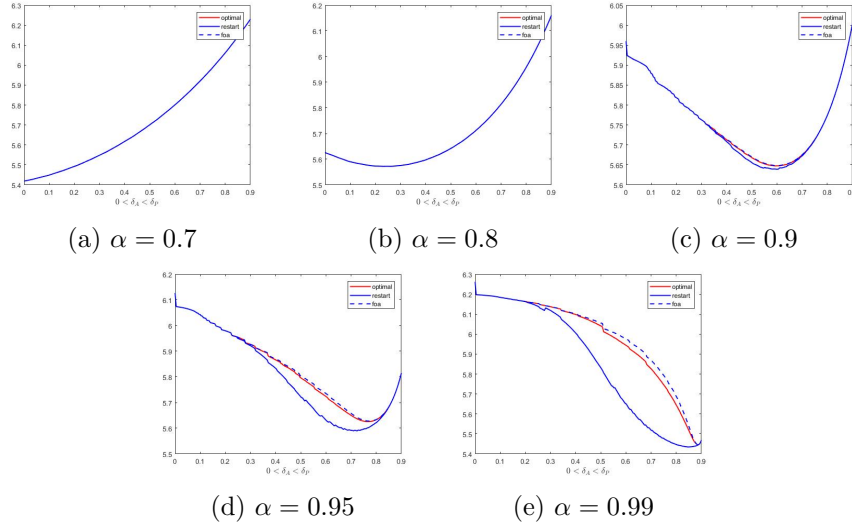 6.3
6.2
6.1
6
5.9
5.8
5.7
5.6
5.5
5.4
0 0.1 0.2 0.3 0.4 0.5 0.6 0.7 0.8 0.9
0 < δ_A < δ_P
optimal
restart
foa
(a) α = 0.7
6.2
6.1
6
5.9
5.8
5.7
5.6
5.5
0 0.1 0.2 0.3 0.4 0.5 0.6 0.7 0.8 0.9
0 < δ_A < δ_P
optimal
restart
foa
(b) α = 0.8
6.05
6
5.95
5.9
5.85
5.8
5.75
5.7
5.65
5.6
0 0.1 0.2 0.3 0.4 0.5 0.6 0.7 0.8 0.9
0 < δ_A < δ_P
optimal
restart
foa
(c) α = 0.9
6.2
6.1
6
5.9
5.8
5.7
5.6
5.5
0 0.1 0.2 0.3 0.4 0.5 0.6 0.7 0.8 0.9
0 < δ_A < δ_P
optimal
restart
foa
(d) α = 0.95
6.3
6.2
6.1
6
5.9
5.8
5.7
5.6
5.5
5.4
0 0.1 0.2 0.3 0.4 0.5 0.6 0.7 0.8 0.9
0 < δ_A < δ_P
optimal
restart
foa
(e) α = 0.99